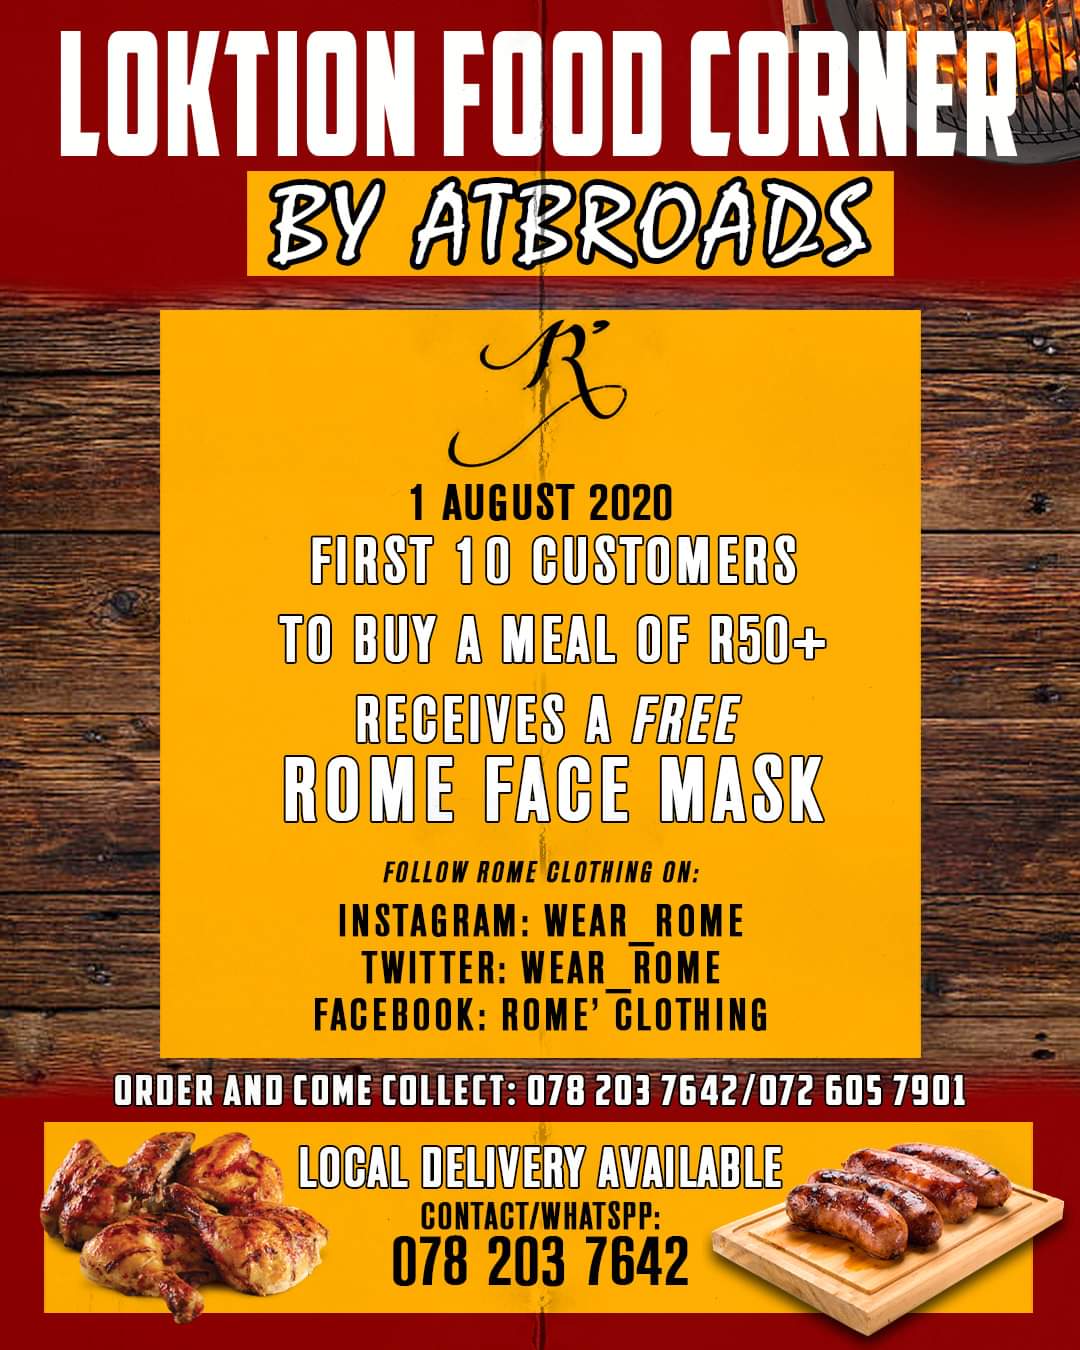 LOKTION FOOD CORNER
BY ATBROADS
R'
1 AUGUST 2020
FIRST 10 CUSTOMERS
TO BUY A MEAL OF R50+
RECEIVES A FREE
ROME FACE MASK
FOLLOW ROME CLOTHING ON:
INSTAGRAM: WEAR_ROME
TWITTER: WEAR_ROME
FACEBOOK: ROME' CLOTHING
ORDER AND COME COLLECT: 078 203 7642/072 605 7901
LOCAL DELIVERY AVAILABLE
CONTACT/WHATSPP:
078 203 7642